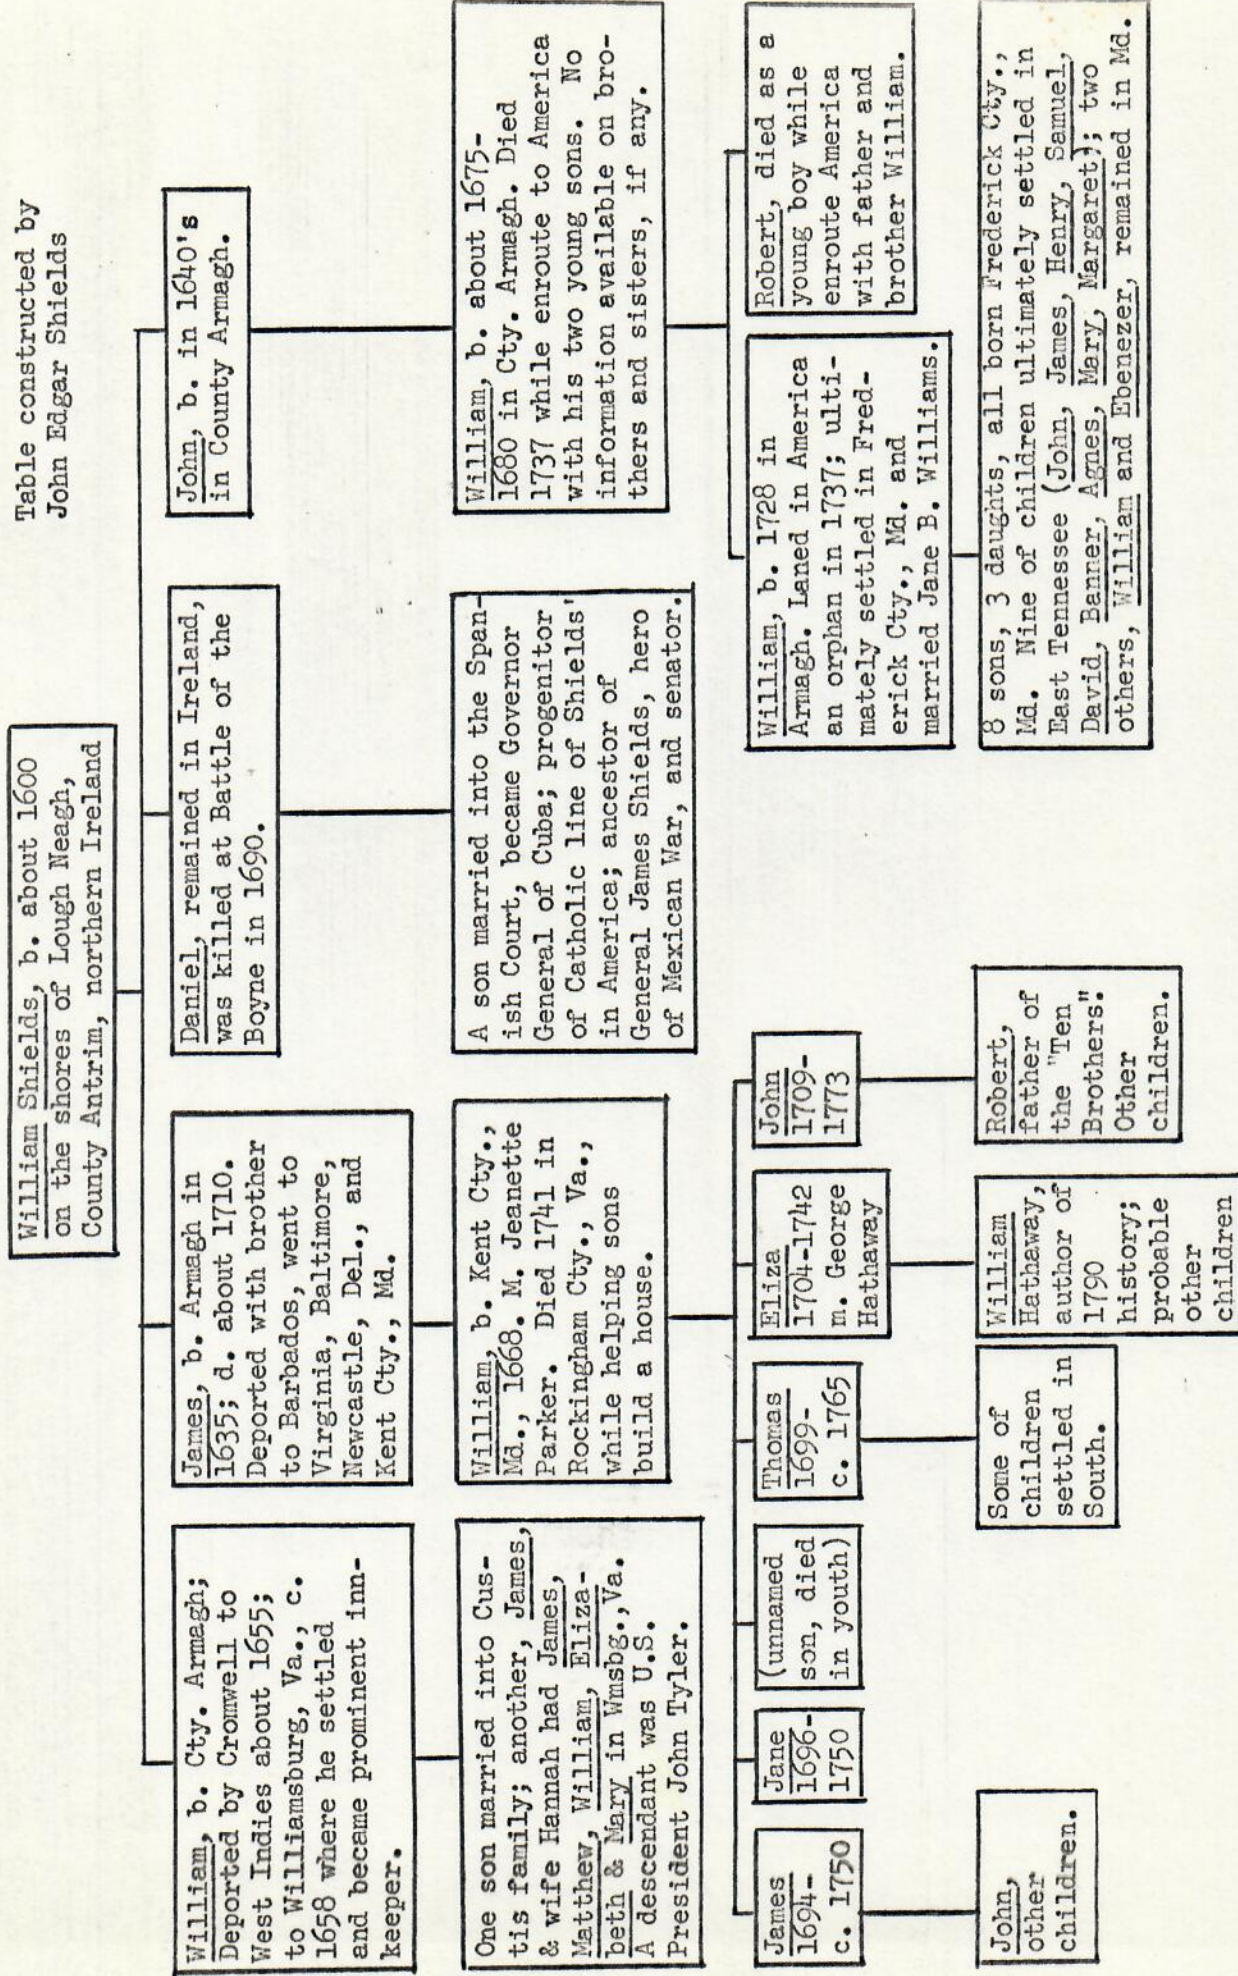 Table constructed by
John Edgar Shields
William Shields, b. about 1600
on the shores of Lough Neagh,
County Antrim, northern Ireland
William, b. Cty. Armagh;
Deported by Cromwell to
West Indies about 1655;
to Williamsburg, Va., c.
1658 where he settled
and became prominent inn-
keeper.
James, b. Armagh in
1635; d. about 1710.
Deported with brother
to Barbados, went to
Virginia, Baltimore,
Newcastle, Del., and
Kent Cty., Md.
Daniel, remained in Ireland,
was killed at Battle of the
Boyne in 1690.
John, b. in 1640's
in County Armagh.
One son married into Cus-
tis family; another, James,
& wife Hannah had James,
Matthew, William, Eliza-
beth & Mary in Wmsbg.,Va.
A descendant was U.S.
President John Tyler.
William, b. Kent Cty.,
Md., 1668. M. Jeanette
Parker. Died 1741 in
Rockingham Cty., Va.,
while helping sons
build a house.
A son married into the Span-
ish Court, became Governor
General of Cuba; progenitor
of Catholic line of Shields'
in America; ancestor of
General James Shields, hero
of Mexican War, and senator.
William, b. about 1675-
1680 in Cty. Armagh. Died
1737 while enroute to America
with his two young sons. No
information available on bro-
thers and sisters, if any.
James
1694-
c. 1750
Jane
1696-
1750
(unnamed
son, died
in youth)
Thomas
1699-
c. 1765
Eliza
1704-1742
m. George
Hathaway
John
1709-
1773
William, b. 1728 in
Armagh. Laned in America
an orphan in 1737; ulti-
mately settled in Fred-
erick Cty., Md. and
married Jane B. Williams.
Robert, died as a
young boy while
enroute America
with father and
brother William.
John,
other
children.
Some of
children
settled in
South.
William
Hathaway,
author of
1790
history;
probable
other
children
Robert,
father of
the "Ten
Brothers".
Other
children.
8 sons, 3 daughts, all born Frederick Cty.,
Md. Nine of children ultimately settled in
East Tennessee (John, James, Henry, Samuel,
David, Banner, Agnes, Mary, Margaret); two
others, William and Ebenezer, remained in Md.